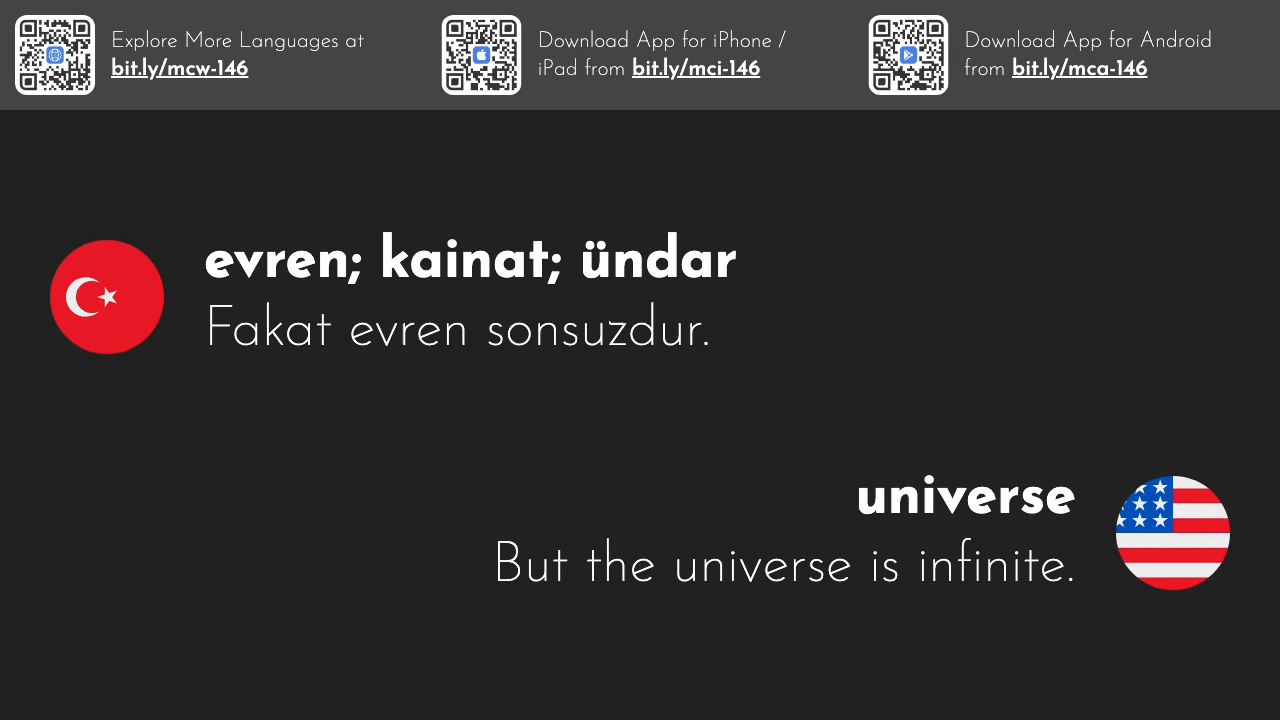 Explore More Languages at
bit.ly/mcw-146
Download App for iPhone /
iPad from bit.ly/mci-146
Download App for Android
from bit.ly/mca-146
evren; kainat; ündar
Fakat evren sonsuzdur.
universe
But the universe is infinite.